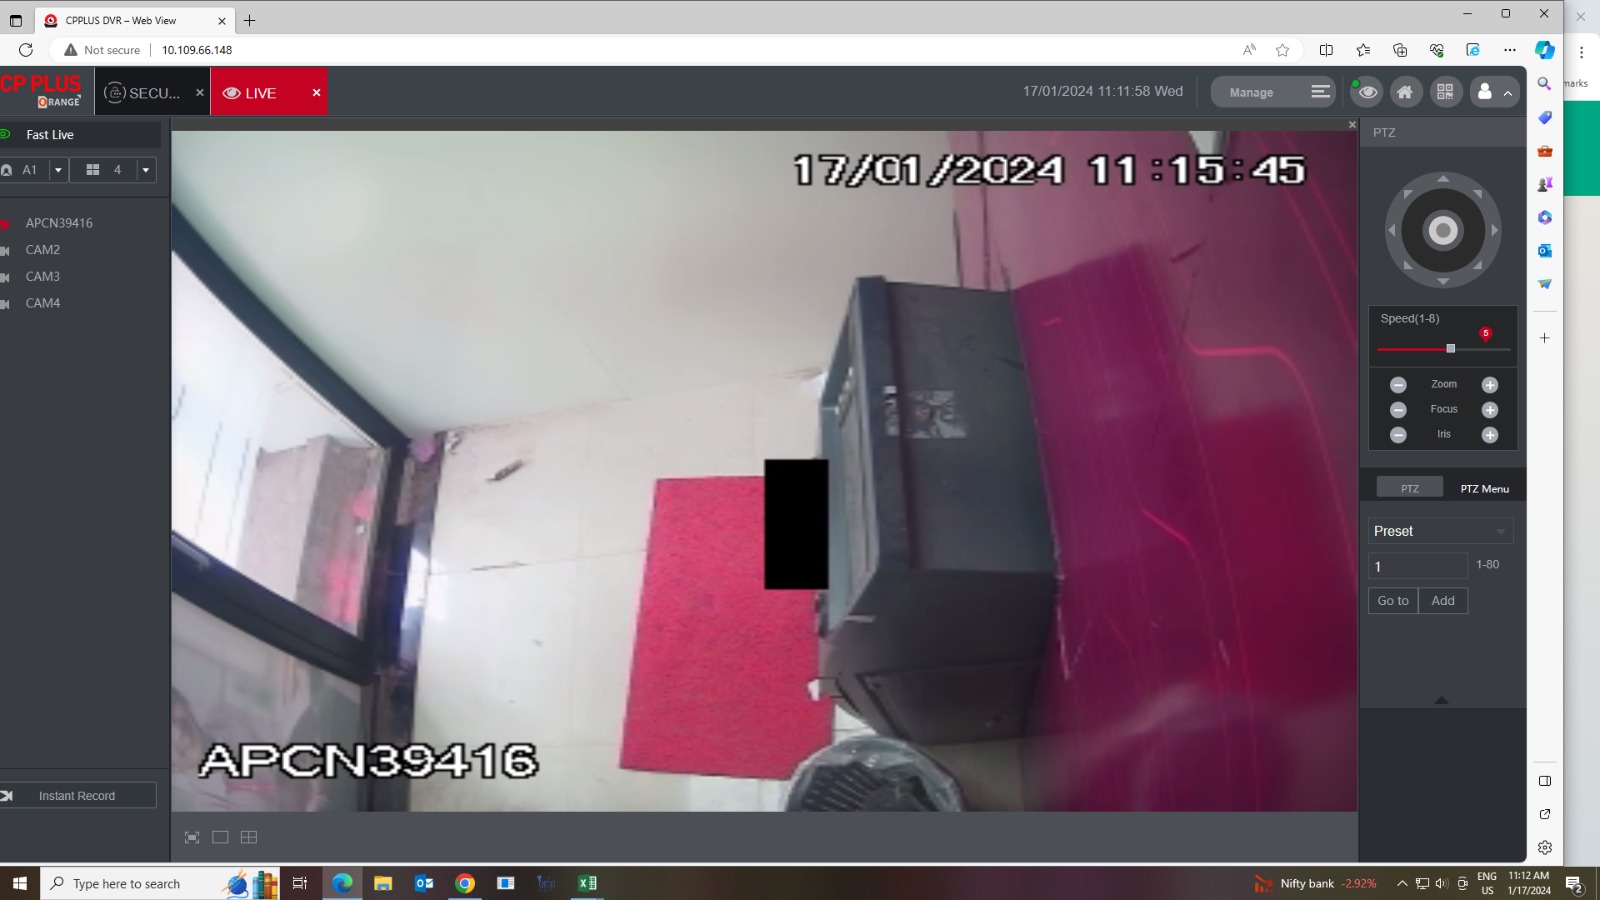 CPPLUS DVR – Web View
Not secure
10.109.66.148
CP PLUS
ORANGE
SECU...
LIVE
17/01/2024 11:11:58 Wed
Manage
marks
Fast Live
A1
4
APCN39416
CAM2
CAM3
CAM4
Instant Record
17/01/2024 11:15:45
APCN39416
PTZ
Speed(1-8)
5
Zoom
Focus
Iris
PTZ
PTZ Menu
Preset
1
1-80
Go to
Add
Type here to search
Nifty bank -2.92%
ENG
US
11:12 AM
1/17/2024
2